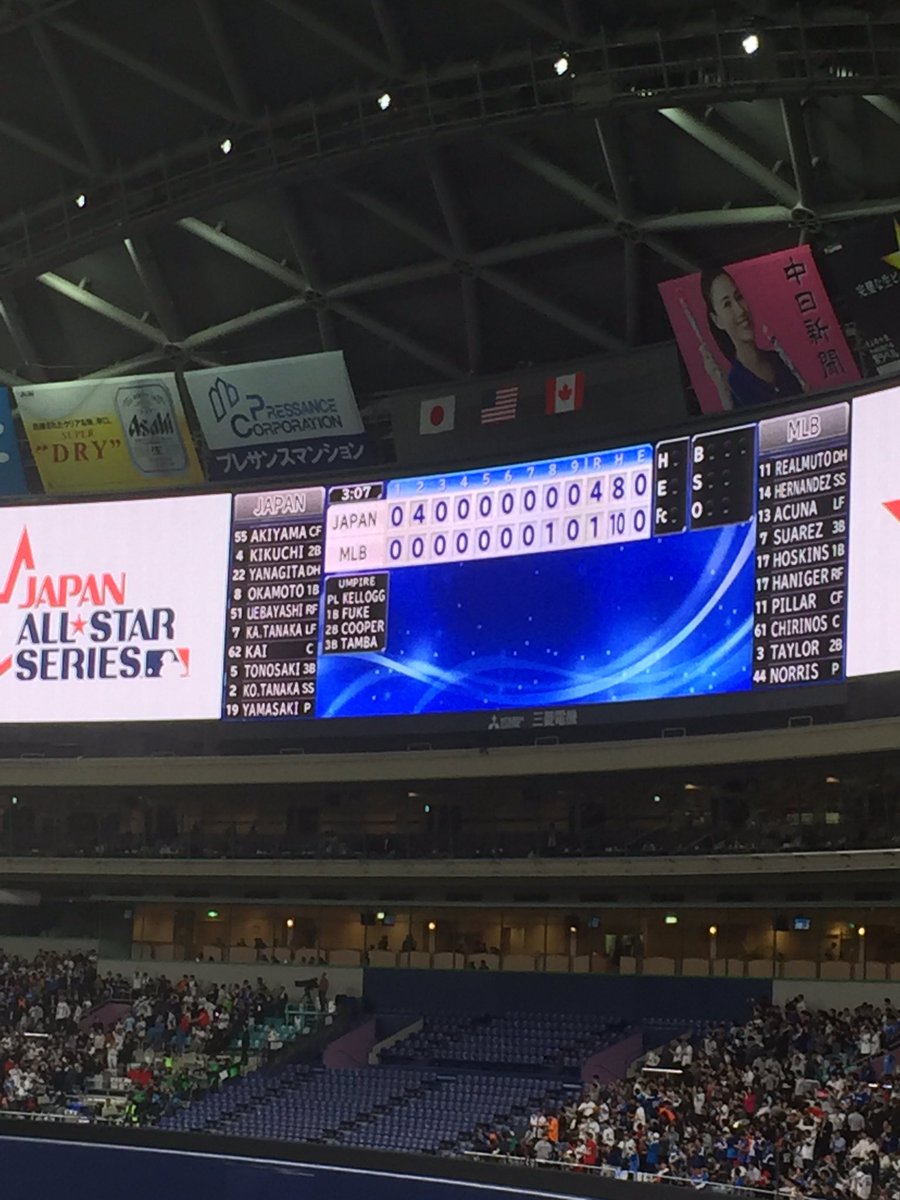 中日新聞
Asahi
SUPER
"DRY"
PRESSANCE
CORPORATION
プレサンスマンション
JAPAN
ALL★STAR
SERIES
JAPAN
55 AKIYAMA CF
4 KIKUCHI 2B
22 YANAGITA DH
8 OKAMOTO 1B
51 UEBAYASHI RF
7 KA.TANAKA LF
62 KAI C
5 TONOSAKI 3B
2 KO.TANAKA SS
19 YAMASAKI P
3:07 1 2 3 4 5 6 7 8 9 R H E
JAPAN 0 4 0 0 0 0 0 0 0 4 8 0
MLB 0 0 0 0 0 0 0 1 0 1 10 0
UMPIRE
PL KELLOGG
1B FUKE
2B COOPER
3B TAMBA
H
E
Fc
B
S
O
MLB
11 REALMUTO DH
14 HERNANDEZ SS
13 ACUNA LF
7 SUAREZ 3B
17 HOSKINS 1B
17 HANIGER RF
11 PILLAR CF
61 CHIRINOS C
3 TAYLOR 2B
44 NORRIS P
三菱電機